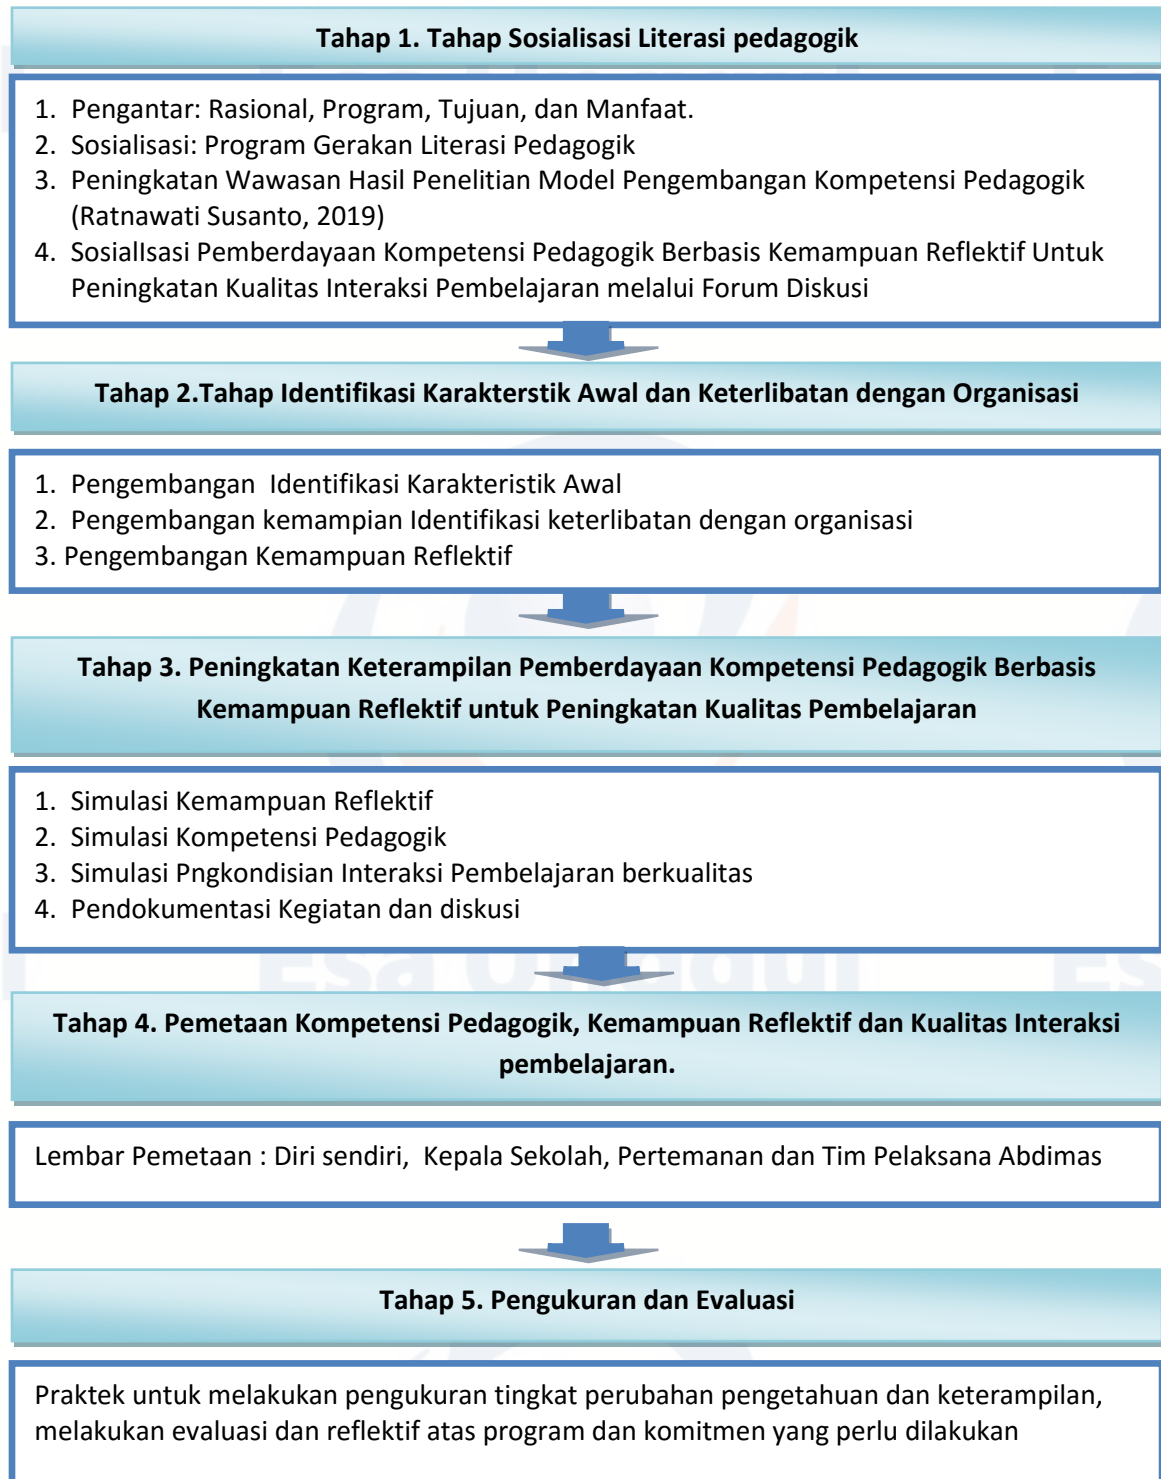 Tahap 1. Tahap Sosialisasi Literasi pedagogik
1. Pengantar: Rasional, Program, Tujuan, dan Manfaat.
2. Sosialisasi: Program Gerakan Literasi Pedagogik
3. Peningkatan Wawasan Hasil Penelitian Model Pengembangan Kompetensi Pedagogik
(Ratnawati Susanto, 2019)
4. SosialIsasi Pemberdayaan Kompetensi Pedagogik Berbasis Kemampuan Reflektif Untuk
Peningkatan Kualitas Interaksi Pembelajaran melalui Forum Diskusi
Tahap 2.Tahap Identifikasi Karakterstik Awal dan Keterlibatan dengan Organisasi
1. Pengembangan Identifikasi Karakteristik Awal
2. Pengembangan kemampian Identifikasi keterlibatan dengan organisasi
3. Pengembangan Kemampuan Reflektif
Tahap 3. Peningkatan Keterampilan Pemberdayaan Kompetensi Pedagogik Berbasis
Kemampuan Reflektif untuk Peningkatan Kualitas Pembelajaran
1. Simulasi Kemampuan Reflektif
2. Simulasi Kompetensi Pedagogik
3. Simulasi Pngkondisian Interaksi Pembelajaran berkualitas
4. Pendokumentasi Kegiatan dan diskusi
Esa Unggul
Tahap 4. Pemetaan Kompetensi Pedagogik, Kemampuan Reflektif dan Kualitas Interaksi
pembelajaran.
Lembar Pemetaan : Diri sendiri, Kepala Sekolah, Pertemanan dan Tim Pelaksana Abdimas
Tahap 5. Pengukuran dan Evaluasi
Praktek untuk melakukan pengukuran tingkat perubahan pengetahuan dan keterampilan,
melakukan evaluasi dan reflektif atas program dan komitmen yang perlu dilakukan